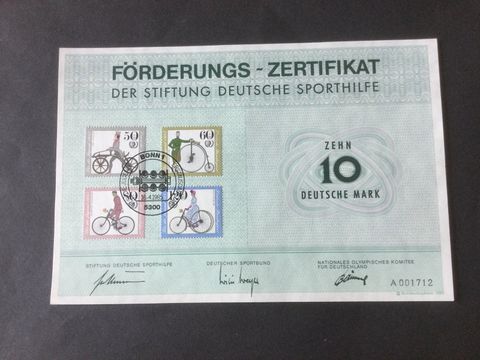 FÖRDERUNGS - ZERTIFIKAT
DER STIFTUNG DEUTSCHE SPORTHILFE
50
60
BONN 1
5300
120
ZEHN
10
DEUTSCHE MARK
STIFTUNG DEUTSCHE SPORTHILFE
DEUTSCHER SPORTBUND
NATIONALES OLYMPISCHES KOMITEE
FÜR DEUTSCHLAND
A 001712